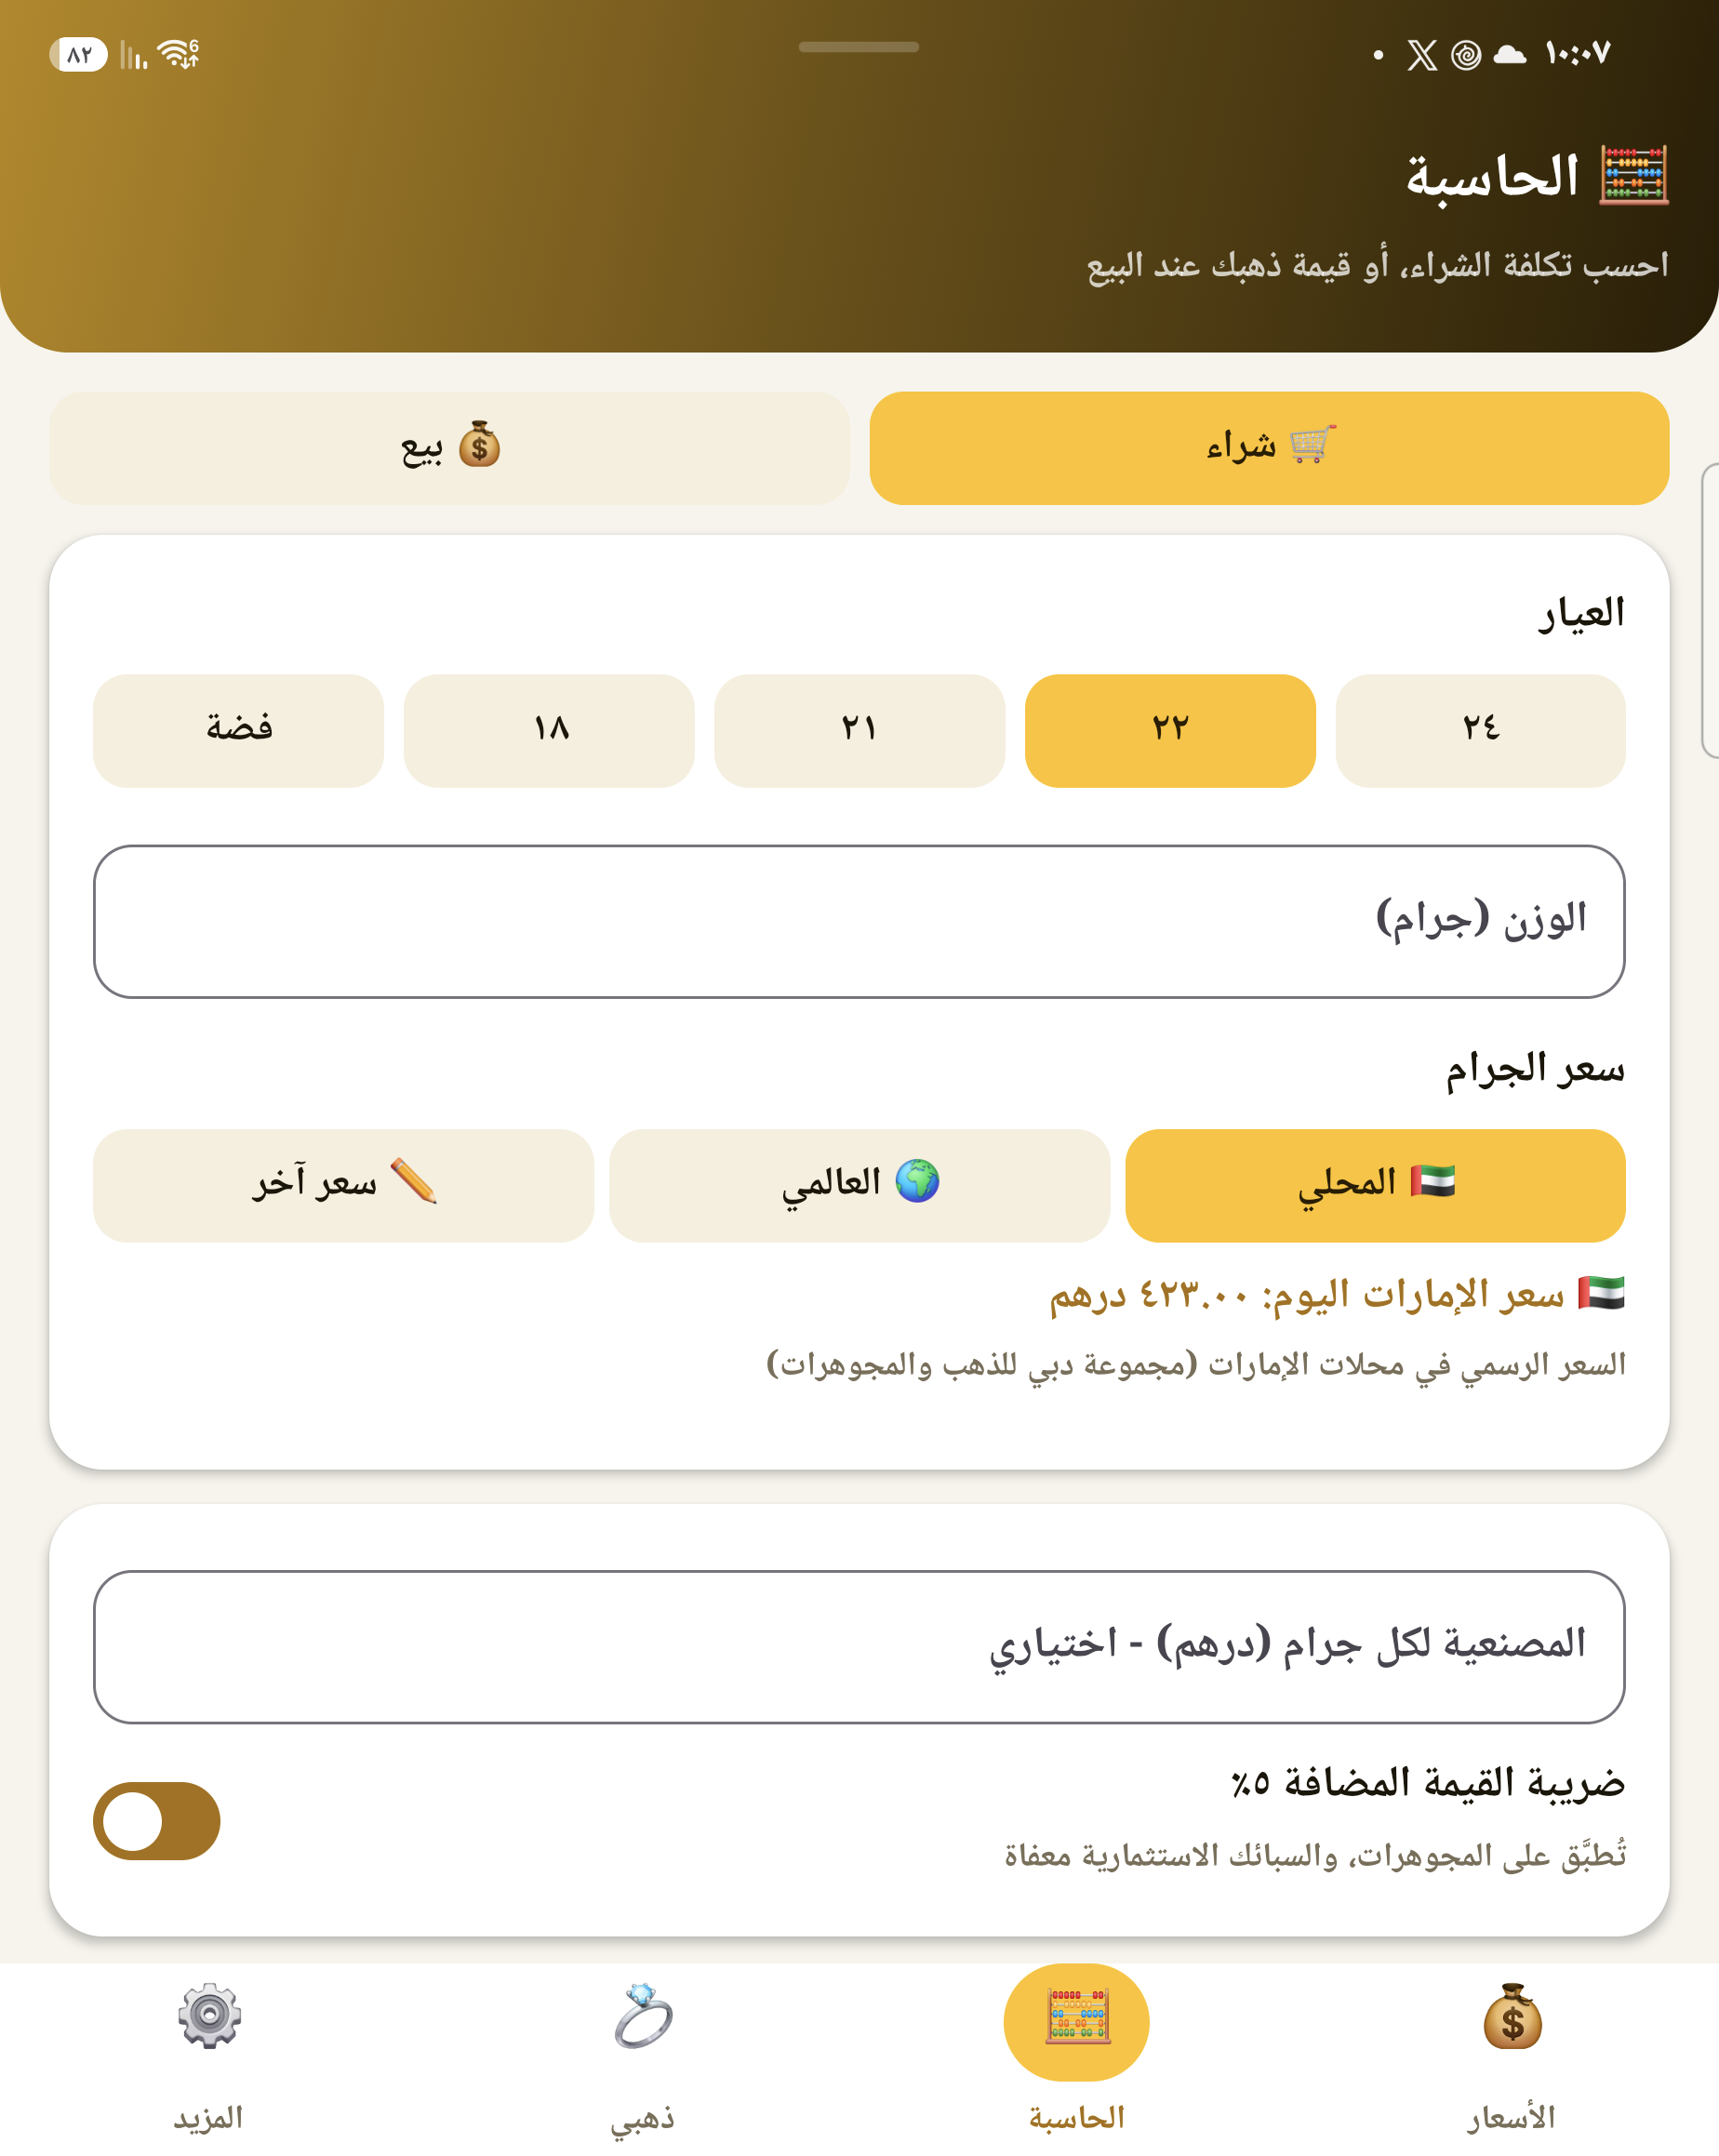 ١٠:٠٧
٨٢
6
الحاسبة
احسب تكلفة الشراء، أو قيمة ذهبك عند البيع
شراء
بيع
العيار
٢٤
٢٢
٢١
١٨
فضة
الوزن (جرام)
سعر الجرام
المحلي
العالمي
سعر آخر
سعر الإمارات اليوم: ٤٢٣.٠٠ درهم
السعر الرسمي في محلات الإمارات (مجموعة دبي للذهب والمجوهرات)
المصنعية لكل جرام (درهم) - اختياري
ضريبة القيمة المضافة ٥٪
تُطبَّق على المجوهرات، والسبائك الاستثمارية معفاة
الأسعار
الحاسبة
ذهبي
المزيد